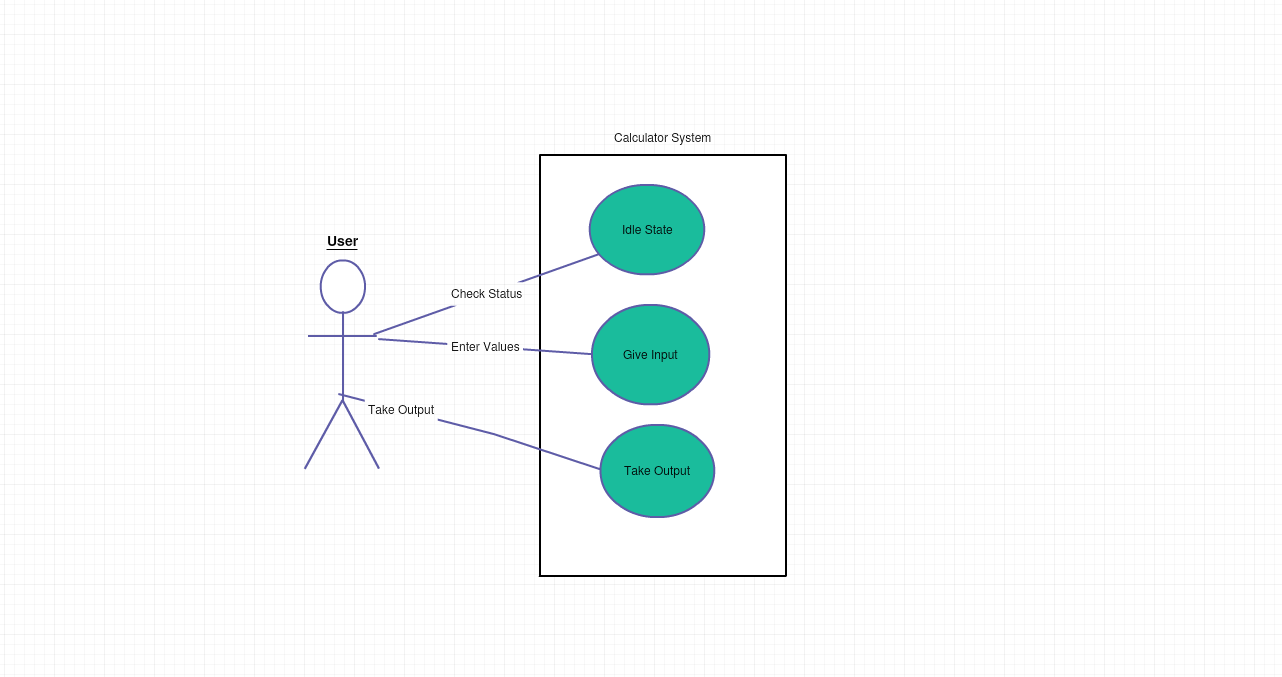 Calculator System
Idle State
User
Check Status
Enter Values
Give Input
Take Output
Take Output